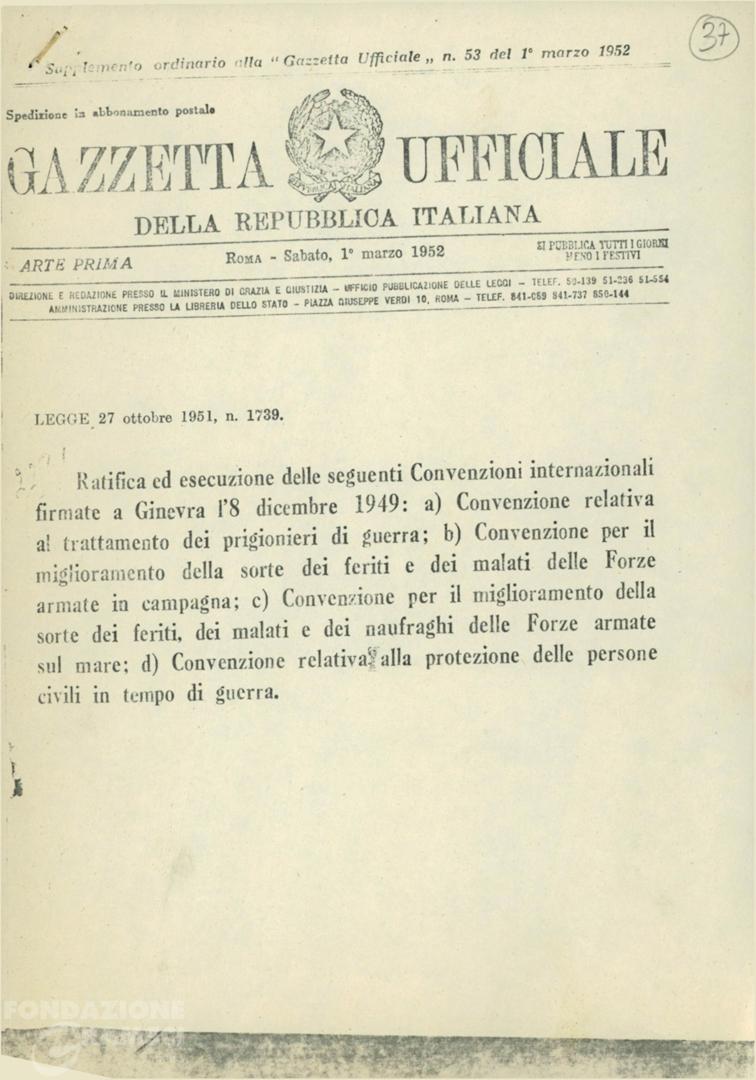 37
Supplemento ordinario alla "Gazzetta Ufficiale„ n. 53 del 1° marzo 1952
Spedizione in abbonamento postale
GAZZETTA UFFICIALE
DELLA REPUBBLICA ITALIANA
ARTE PRIMA
ROMA - Sabato, 1° marzo 1952
SI PUBBLICA TUTTI I GIORNI
MENO I FESTIVI
DIREZIONE E REDAZIONE PRESSO IL MINISTERO DI GRAZIA E GIUSTIZIA — UFFICIO PUBBLICAZIONE DELLE LEGGI — TELEF. 50-139 51-236 51-554
AMMINISTRAZIONE PRESSO LA LIBRERIA DELLO STATO — PIAZZA GIUSEPPE VERDI 10, ROMA — TELEF. 841-089 841-737 850-144
LEGGE 27 ottobre 1951, n. 1739.
Ratifica ed esecuzione delle seguenti Convenzioni internazionali
firmate a Ginevra l'8 dicembre 1949: a) Convenzione relativa
al trattamento dei prigionieri di guerra; b) Convenzione per il
miglioramento della sorte dei feriti e dei malati delle Forze
armate in campagna; c) Convenzione per il miglioramento della
sorte dei feriti, dei malati e dei naufraghi delle Forze armate
sul mare; d) Convenzione relativa alla protezione delle persone
civili in tempo di guerra.
FONDAZIONE